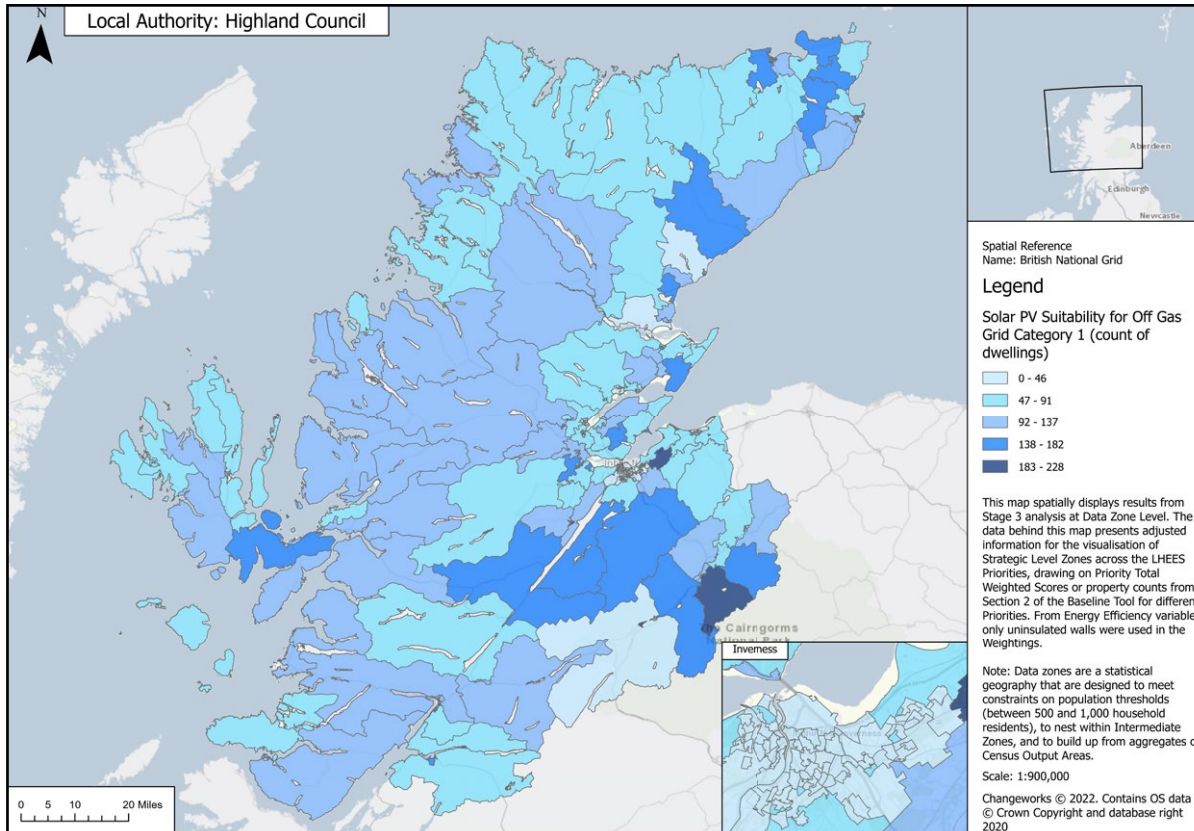 N
Local Authority: Highland Council
Aberdeen
Edinburgh
Newcastle
Spatial Reference
Name: British National Grid
Legend
Solar PV Suitability for Off Gas
Grid Category 1 (count of
dwellings)
0 - 46
47 - 91
92 - 137
138 - 182
183 - 228
This map spatially displays results from
Stage 3 analysis at Data Zone Level. The
data behind this map presents adjusted
information for the visualisation of
Strategic Level Zones across the LHEES
Priorities, drawing on Priority Total
Weighted Scores or property counts from
Section 2 of the Baseline Tool for differen
Priorities. From Energy Efficiency variable
only uninsulated walls were used in the
Weightings.
Note: Data zones are a statistical
geography that are designed to meet
constraints on population thresholds
(between 500 and 1,000 household
residents), to nest within Intermediate
Zones, and to build up from aggregates o
Census Output Areas.
Scale: 1:900,000
Changeworks © 2022. Contains OS data
© Crown Copyright and database right
2020
The Cairngorms
National Park
Inverness
0 5 10 20 Miles